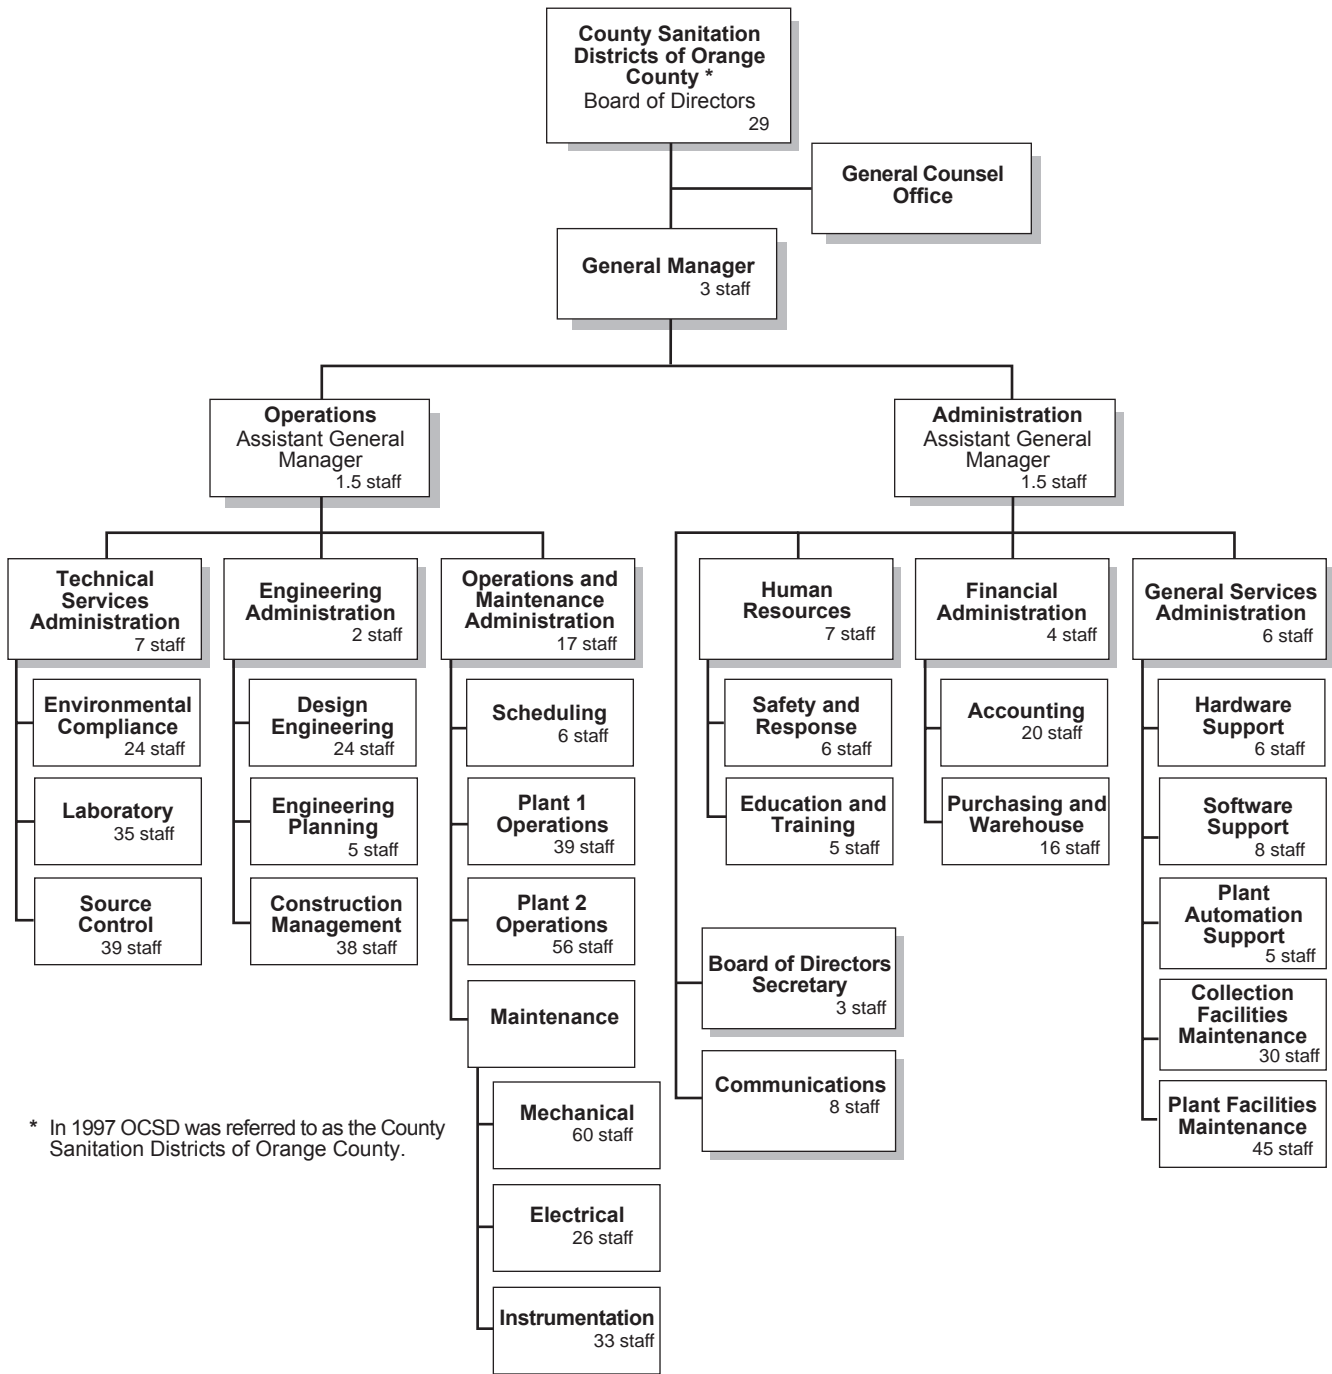 County Sanitation
Districts of Orange
County *
Board of Directors
29
General Counsel
Office
General Manager
3 staff
Operations
Assistant General
Manager
1.5 staff
Administration
Assistant General
Manager
1.5 staff
Technical
Services
Administration
7 staff
Environmental
Compliance
24 staff
Laboratory
35 staff
Source
Control
39 staff
Engineering
Administration
2 staff
Design
Engineering
24 staff
Engineering
Planning
5 staff
Construction
Management
38 staff
Operations and
Maintenance
Administration
17 staff
Scheduling
6 staff
Plant 1
Operations
39 staff
Plant 2
Operations
56 staff
Maintenance
Mechanical
60 staff
Electrical
26 staff
Instrumentation
33 staff
Human
Resources
7 staff
Safety and
Response
6 staff
Education and
Training
5 staff
Board of Directors
Secretary
3 staff
Communications
8 staff
Financial
Administration
4 staff
Accounting
20 staff
Purchasing and
Warehouse
16 staff
General Services
Administration
6 staff
Hardware
Support
6 staff
Software
Support
8 staff
Plant
Automation
Support
5 staff
Collection
Facilities
Maintenance
30 staff
Plant Facilities
Maintenance
45 staff
* In 1997 OCSD was referred to as the County
Sanitation Districts of Orange County.